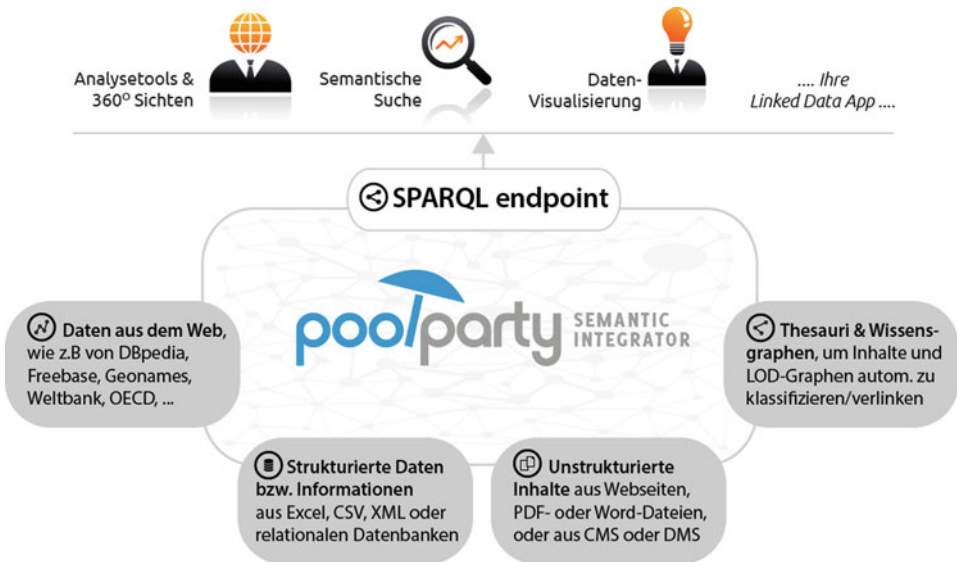 Analysetools &
360° Sichten
Semantische
Suche
Daten-
Visualisierung
.... Ihre
Linked Data App ....
SPARQL endpoint
poolparty SEMANTIC
INTEGRATOR
Daten aus dem Web,
wie z.B von DBpedia,
Freebase, Geonames,
Weltbank, OECD, ...
Thesauri & Wissens-
graphen, um Inhalte und
LOD-Graphen autom. zu
klassifizieren/verlinken
Strukturierte Daten
bzw. Informationen
aus Excel, CSV, XML oder
relationalen Datenbanken
Unstrukturierte
Inhalte aus Webseiten,
PDF- oder Word-Dateien,
oder aus CMS oder DMS